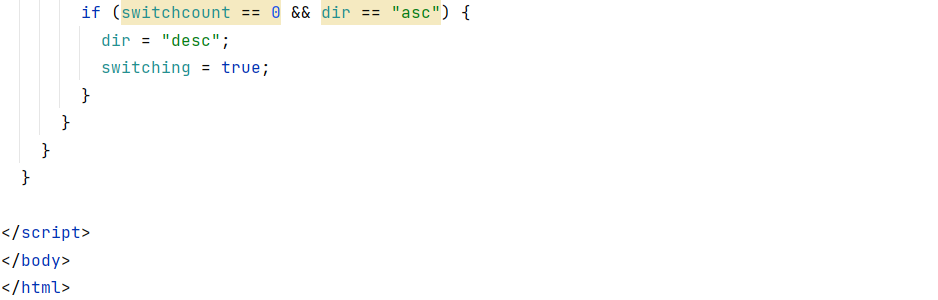 if (switchcount == 0 && dir == "asc") {
dir = "desc";
switching = true;
}
}
}
}
</script>
</body>
</html>